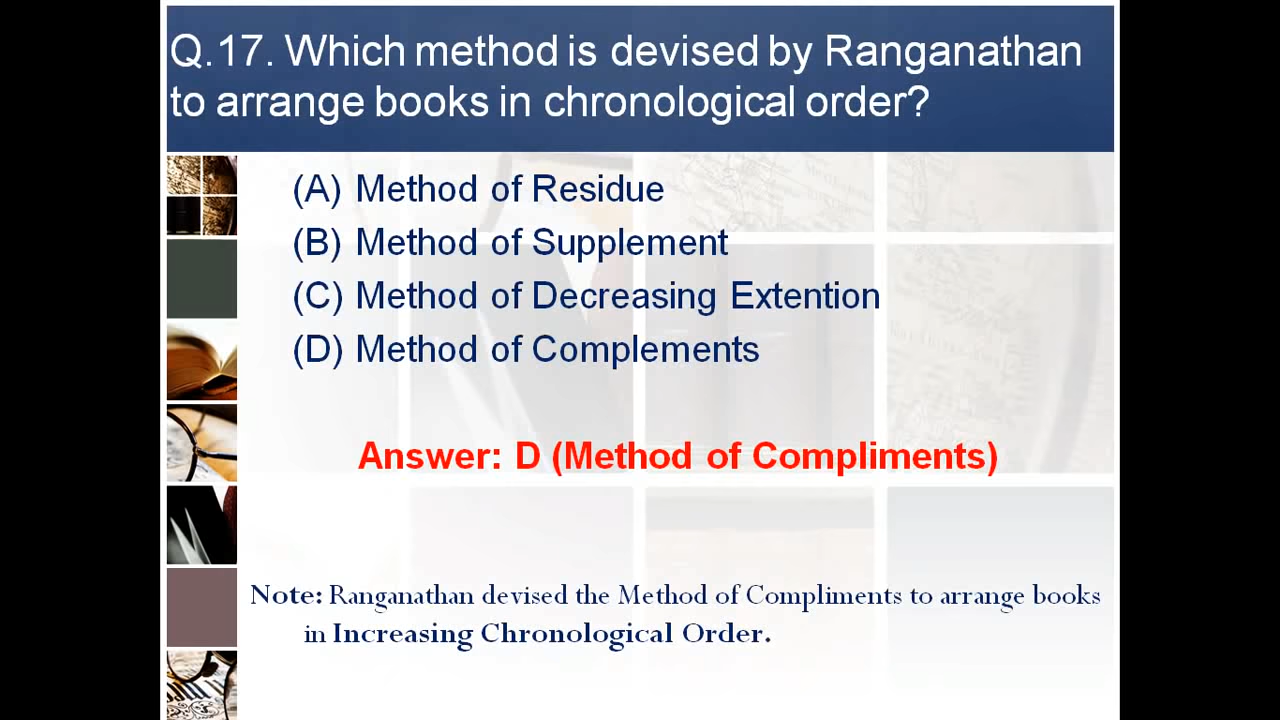 Q.17. Which method is devised by Ranganathan
to arrange books in chronological order?
(A) Method of Residue
(B) Method of Supplement
(C) Method of Decreasing Extention
(D) Method of Complements
Answer: D (Method of Compliments)
Note: Ranganathan devised the Method of Compliments to arrange books
in Increasing Chronological Order.